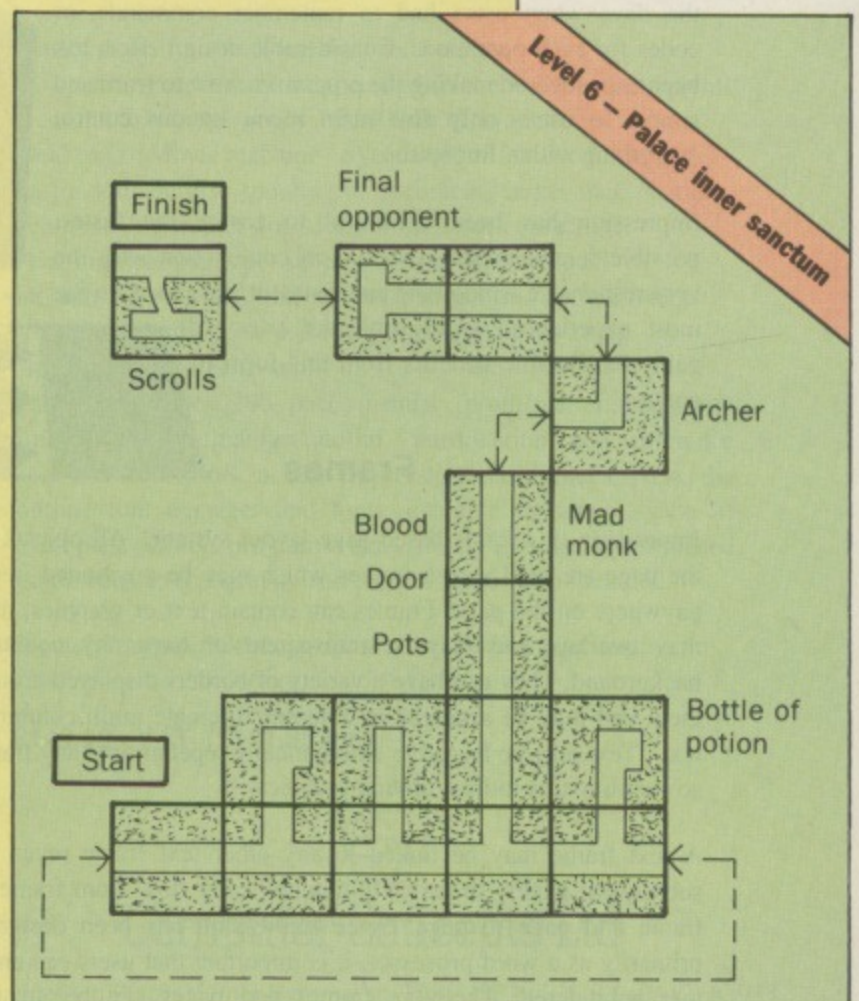 Level 6 – Palace inner sanctum
Finish
Final
opponent
Scrolls
Archer
Blood
Mad
monk
Door
Pots
Bottle of
potion
Start